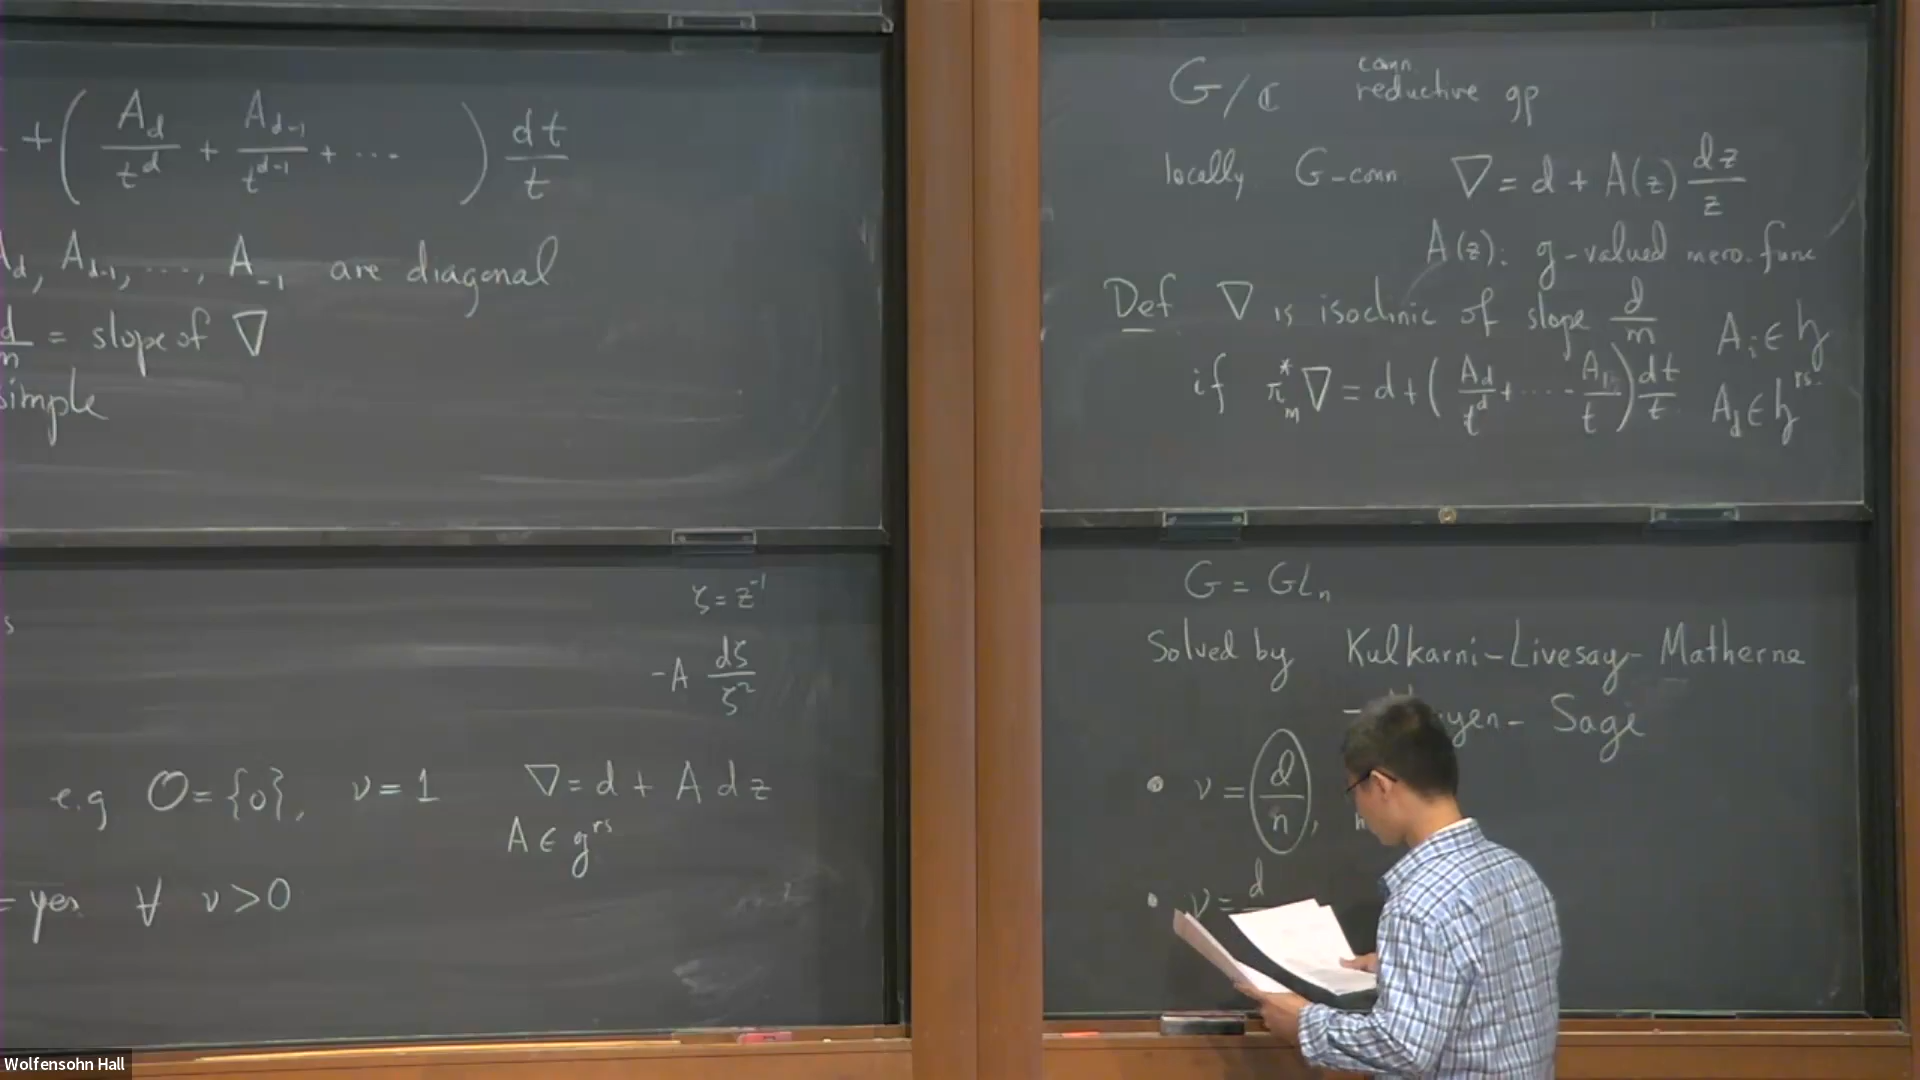 + ( A_d/t^d + A_{d-1}/t^{d-1} + ··· ) dt/t
A_d, A_{d-1}, ····, A_{-1} are diagonal
d/m = slope of ∇
simple
ζ = z^{-1}
-A dζ/ζ^2
e.g O = {0}, ν = 1 ∇ = d + A dz
A ∈ g^{rs}
= yes ∀ ν > 0
G/ℂ conn. reductive gp
locally G-conn ∇ = d + A(z) dz/z
A(z): g-valued mero. func
Def ∇ is isoclinic of slope d/m A_i ∈ h
if π_m^* ∇ = d + ( A_d/t^d + ···· A_1/t ) dt/t A_d ∈ h^{rs}
G = GL_n
Solved by Kulkarni-Livesay-Matherne
- Sage
• ν = d/n,
• ν = d
Wolfensohn Hall